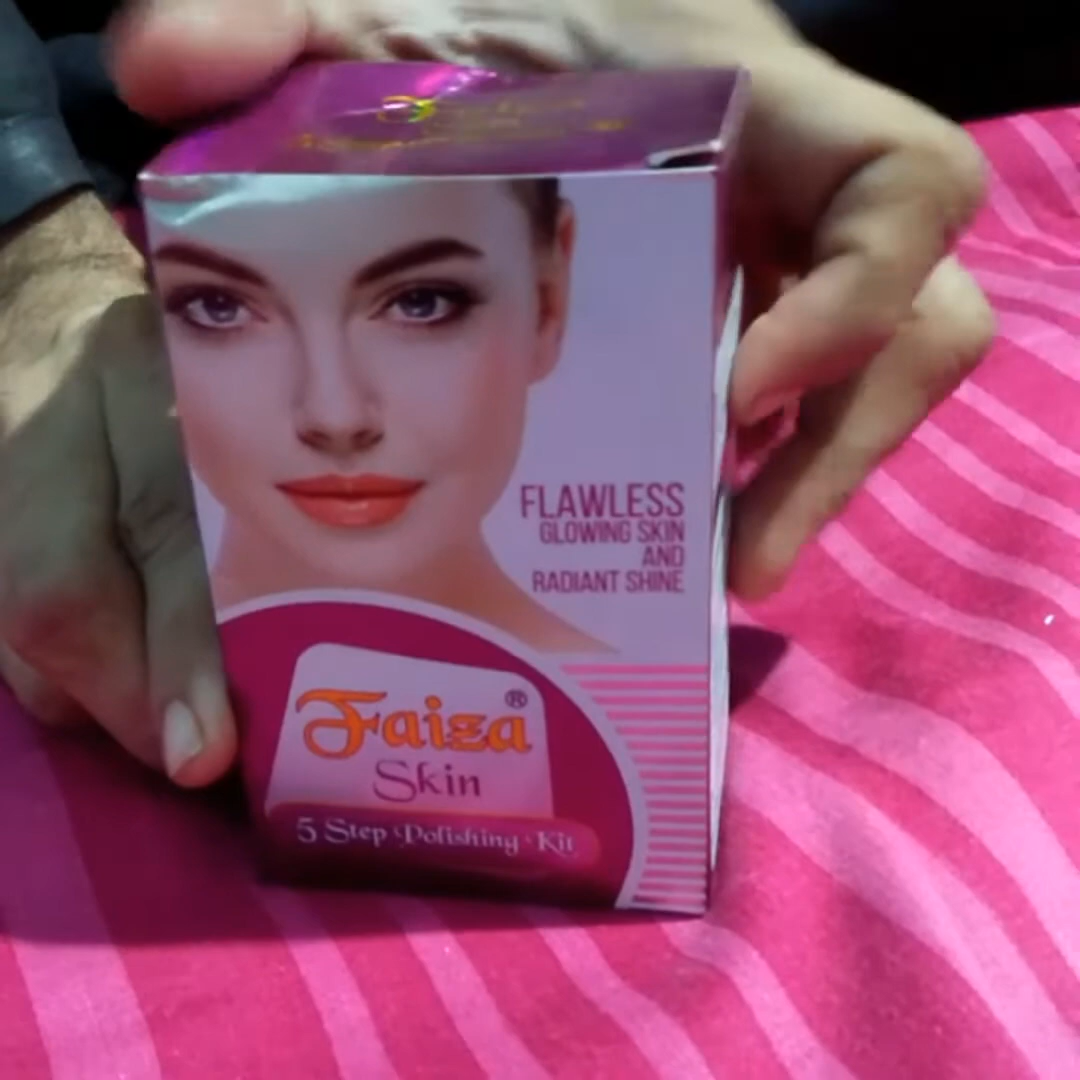 FLAWLESS
GLOWING SKIN
AND
RADIANT SHINE
Faiza®
Skin
5 Step Polishing Kit